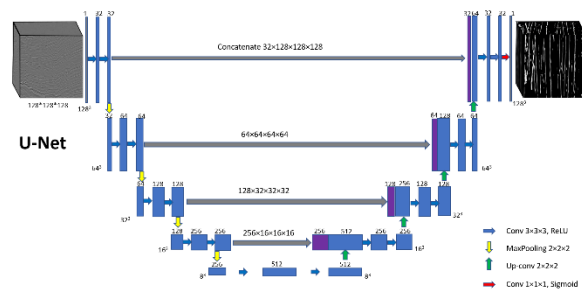 1 32 32
32 64 32 32 1
Concatenate 32×128×128×128
128*128*128
128³
128³
U-Net
32 64 64
64×64×64×64
64 128 64 64
64³
64³
64 128 128
128×32×32×32
128 256 128 128
32³
32³
128 256 256
256×16×16×16
256 512 256 256
16³
16³
256 512 512
8³
8³
Conv 3×3×3, ReLU
MaxPooling 2×2×2
Up-conv 2×2×2
Conv 1×1×1, Sigmoid